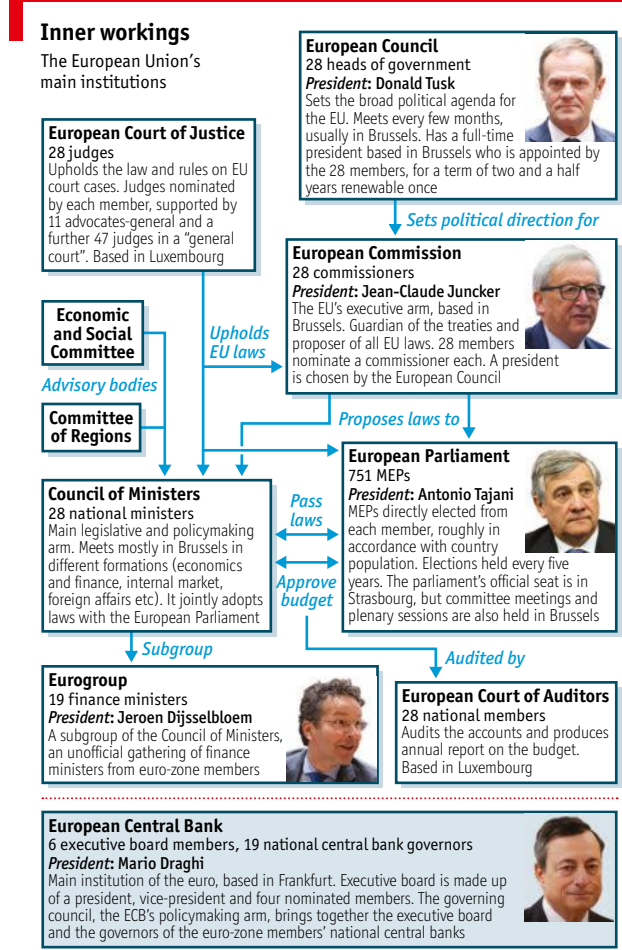 Inner workings
The European Union's
main institutions
European Council
28 heads of government
President: Donald Tusk
Sets the broad political agenda for
the EU. Meets every few months,
usually in Brussels. Has a full-time
president based in Brussels who is appointed by
the 28 members, for a term of two and a half
years renewable once
European Court of Justice
28 judges
Upholds the law and rules on EU
court cases. Judges nominated
by each member, supported by
11 advocates-general and a
further 47 judges in a “general
court”. Based in Luxembourg
Sets political direction for
European Commission
28 commissioners
President: Jean-Claude Juncker
The EU's executive arm, based in
Brussels. Guardian of the treaties and
proposer of all EU laws. 28 members
nominate a commissioner each. A president
is chosen by the European Council
Economic
and Social
Committee
Upholds
EU laws
Advisory bodies
Committee
of Regions
Proposes laws to
European Parliament
751 MEPs
President: Antonio Tajani
MEPs directly elected from
each member, roughly in
accordance with country
population. Elections held every five
years. The parliament's official seat is in
Strasbourg, but committee meetings and
plenary sessions are also held in Brussels
Council of Ministers
28 national ministers
Main legislative and policymaking
arm. Meets mostly in Brussels in
different formations (economics
and finance, internal market,
foreign affairs etc). It jointly adopts
laws with the European Parliament
Pass
laws
Approve
budget
Subgroup
Audited by
Eurogroup
19 finance ministers
President: Jeroen Dijsselbloem
A subgroup of the Council of Ministers,
an unofficial gathering of finance
ministers from euro-zone members
European Court of Auditors
28 national members
Audits the accounts and produces
annual report on the budget.
Based in Luxembourg
European Central Bank
6 executive board members, 19 national central bank governors
President: Mario Draghi
Main institution of the euro, based in Frankfurt. Executive board is made up
of a president, vice-president and four nominated members. The governing
council, the ECB's policymaking arm, brings together the executive board
and the governors of the euro-zone members' national central banks